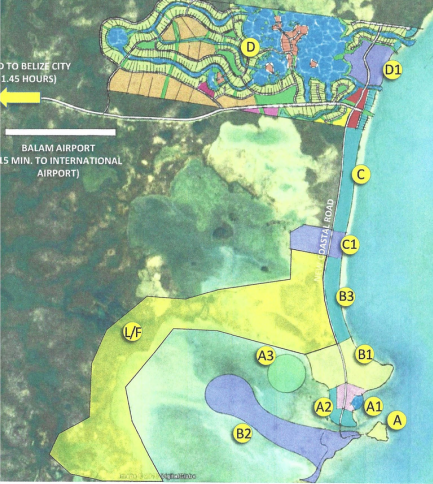 D
D1
O TO BELIZE CITY
1.45 HOURS)
BALAM AIRPORT
15 MIN. TO INTERNATIONAL
AIRPORT)
C
COASTAL ROAD
C1
B3
L/F
A3
B1
A2
A1
A
B2